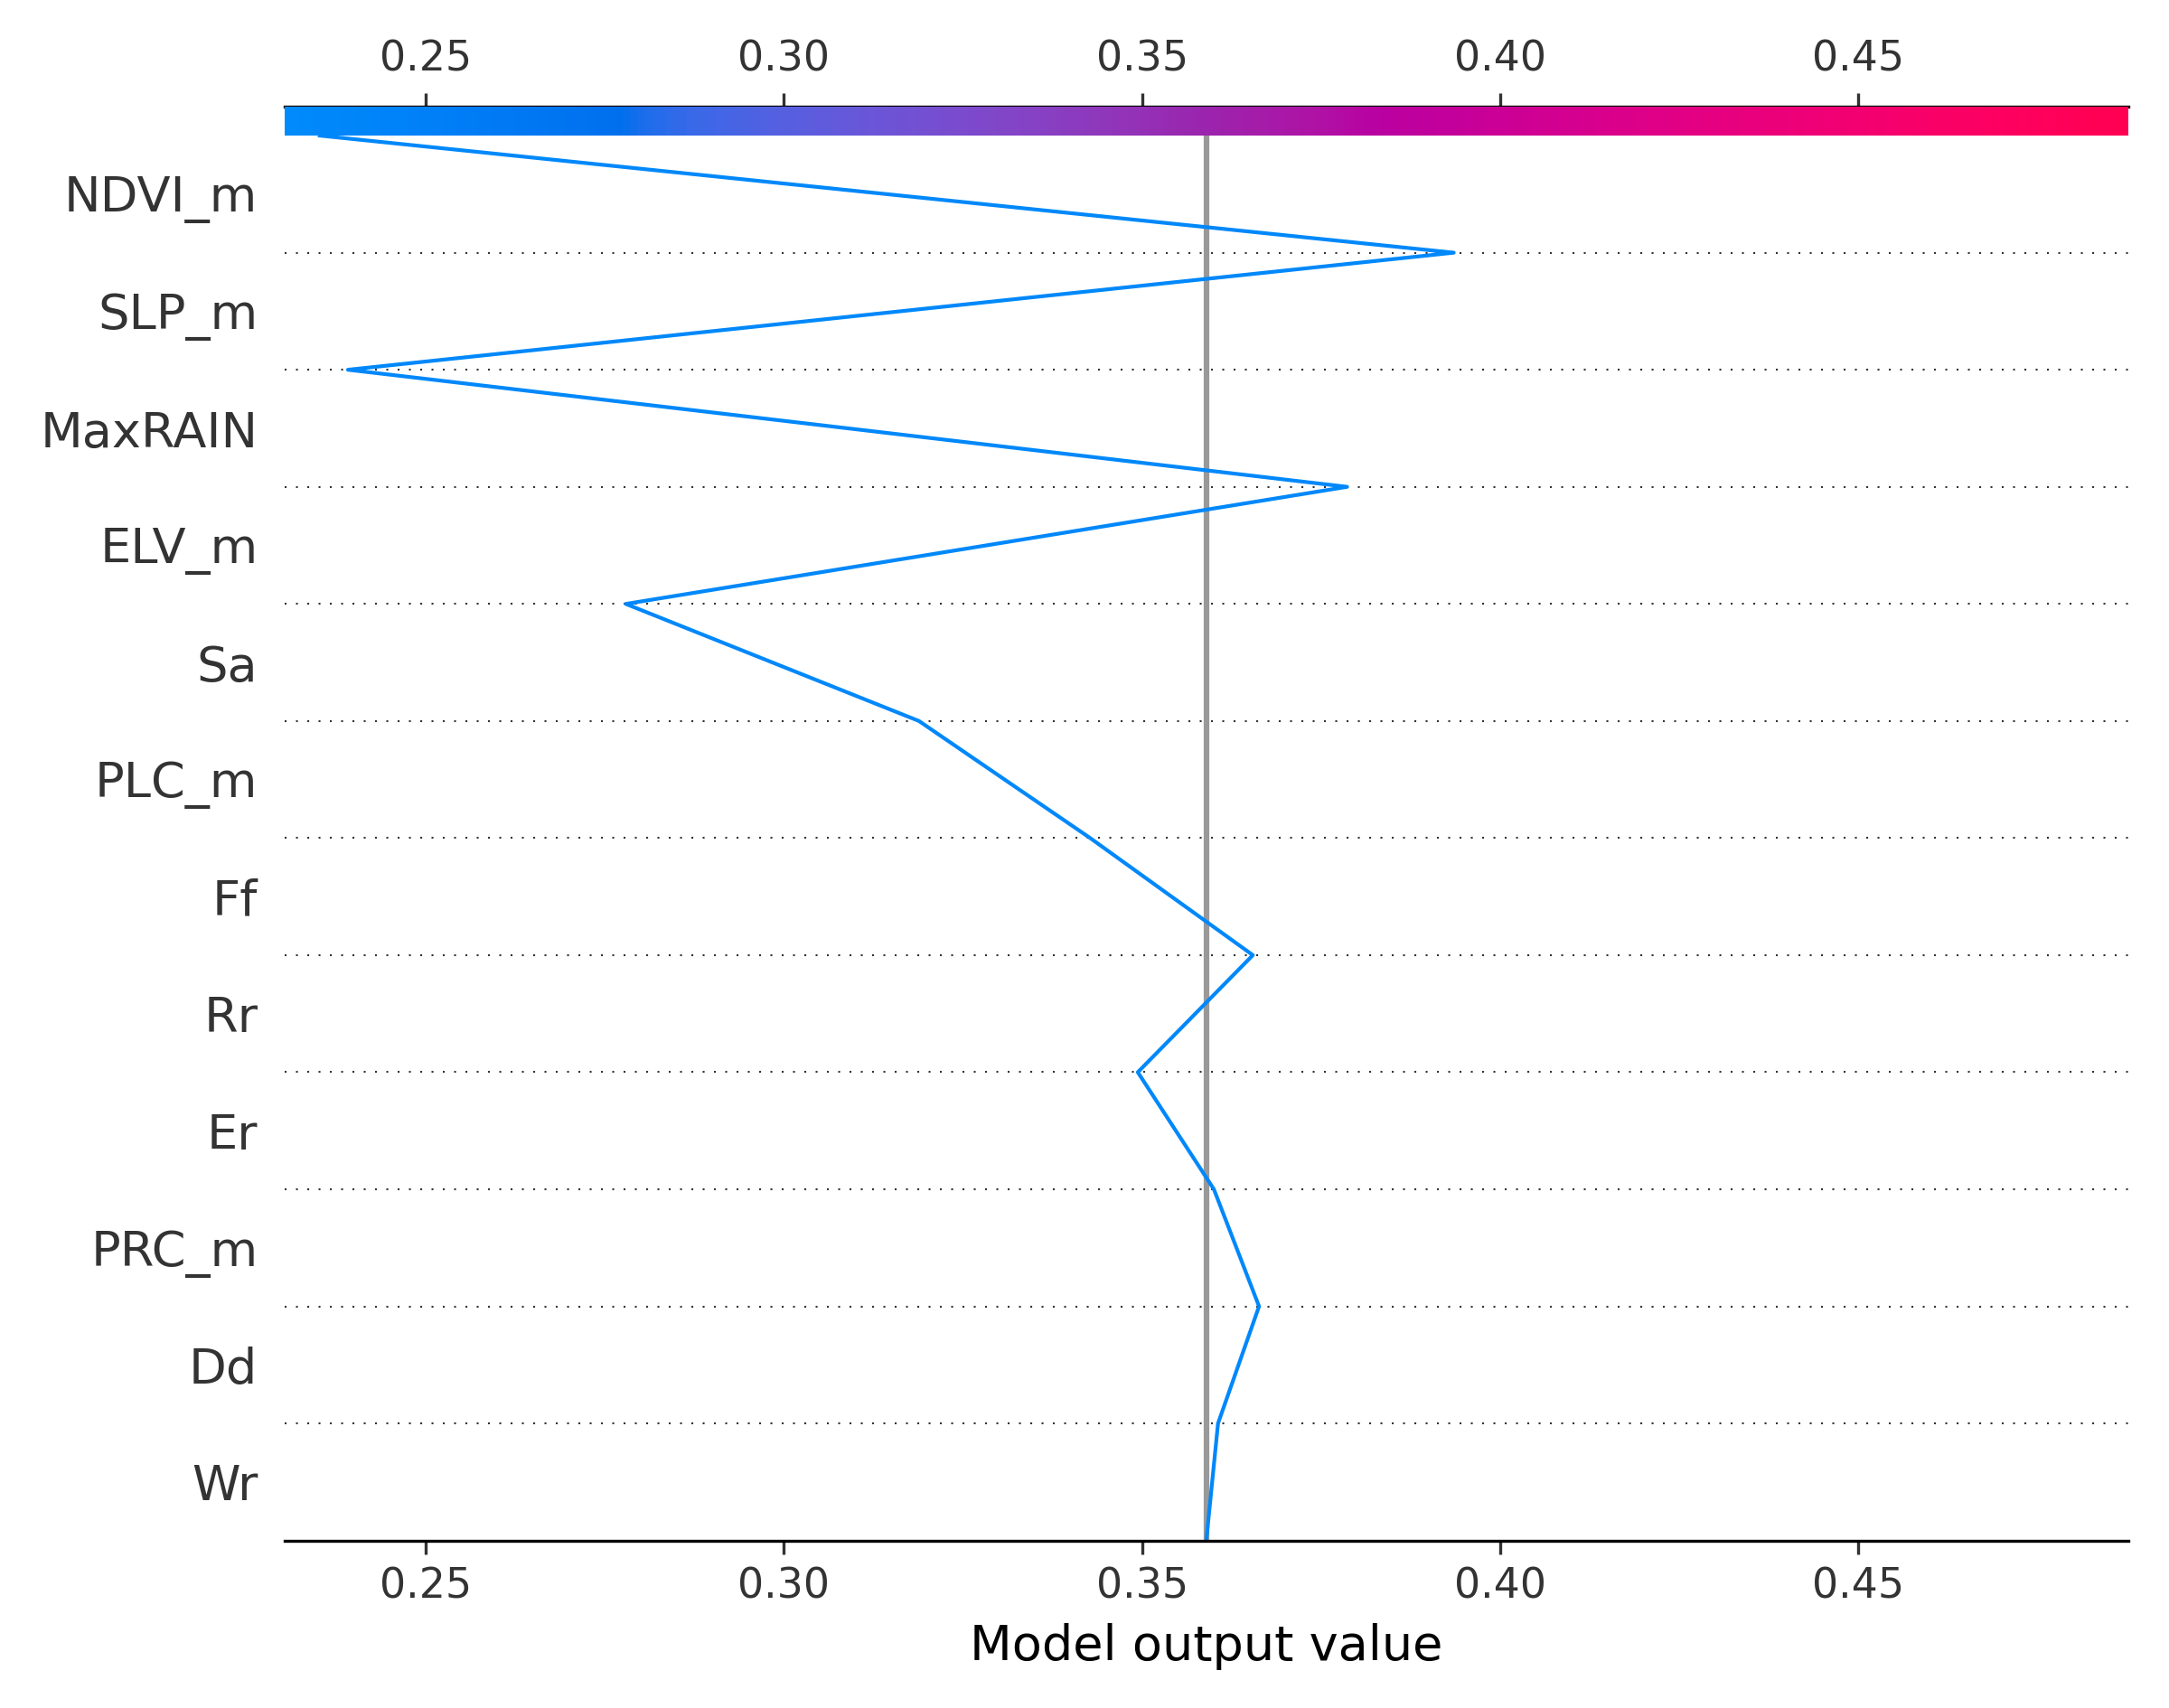 0.25 0.30 0.35 0.40 0.45
NDVI_m
SLP_m
MaxRAIN
ELV_m
Sa
PLC_m
Ff
Rr
Er
PRC_m
Dd
Wr
0.25 0.30 0.35 0.40 0.45
Model output value